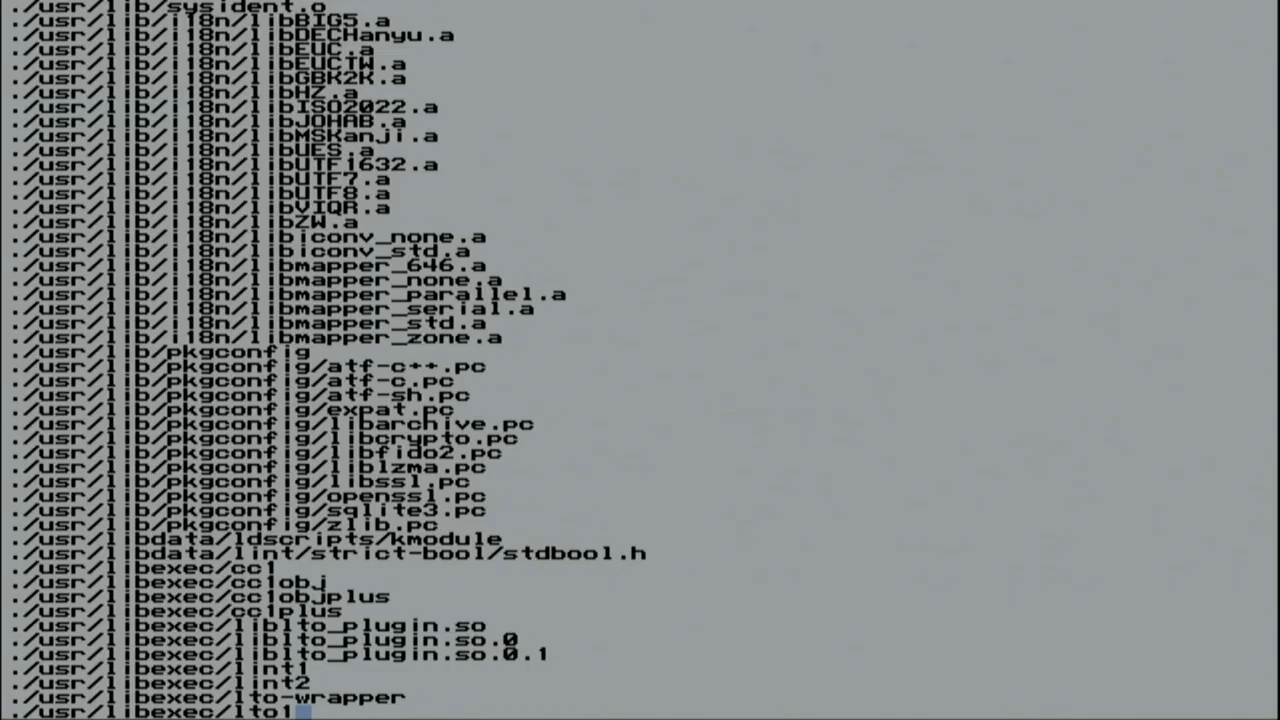 ./usr/lib/sysident.o
./usr/lib/i18n/libBIG5.a
./usr/lib/i18n/libDECHanyu.a
./usr/lib/i18n/libEUC.a
./usr/lib/i18n/libEUCTW.a
./usr/lib/i18n/libGBK2K.a
./usr/lib/i18n/libHZ.a
./usr/lib/i18n/libISO2022.a
./usr/lib/i18n/libJOHAB.a
./usr/lib/i18n/libMSKanji.a
./usr/lib/i18n/libUES.a
./usr/lib/i18n/libUTF1632.a
./usr/lib/i18n/libUTF7.a
./usr/lib/i18n/libUTF8.a
./usr/lib/i18n/libVIQR.a
./usr/lib/i18n/libZW.a
./usr/lib/i18n/libiconv_none.a
./usr/lib/i18n/libiconv_std.a
./usr/lib/i18n/libmapper_646.a
./usr/lib/i18n/libmapper_none.a
./usr/lib/i18n/libmapper_parallel.a
./usr/lib/i18n/libmapper_serial.a
./usr/lib/i18n/libmapper_std.a
./usr/lib/i18n/libmapper_zone.a
./usr/lib/pkgconfig
./usr/lib/pkgconfig/atf-c++.pc
./usr/lib/pkgconfig/atf-c.pc
./usr/lib/pkgconfig/atf-sh.pc
./usr/lib/pkgconfig/expat.pc
./usr/lib/pkgconfig/libarchive.pc
./usr/lib/pkgconfig/libcrypto.pc
./usr/lib/pkgconfig/libfido2.pc
./usr/lib/pkgconfig/liblzma.pc
./usr/lib/pkgconfig/libssl.pc
./usr/lib/pkgconfig/openssl.pc
./usr/lib/pkgconfig/sqlite3.pc
./usr/lib/pkgconfig/zlib.pc
./usr/libdata/ldscripts/kmodule
./usr/libdata/lint/strict-bool/stdbool.h
./usr/libexec/cc1
./usr/libexec/cc1obj
./usr/libexec/cc1objplus
./usr/libexec/cc1plus
./usr/libexec/liblto_plugin.so
./usr/libexec/liblto_plugin.so.0
./usr/libexec/liblto_plugin.so.0.1
./usr/libexec/lint1
./usr/libexec/lint2
./usr/libexec/lto-wrapper
./usr/libexec/lto1